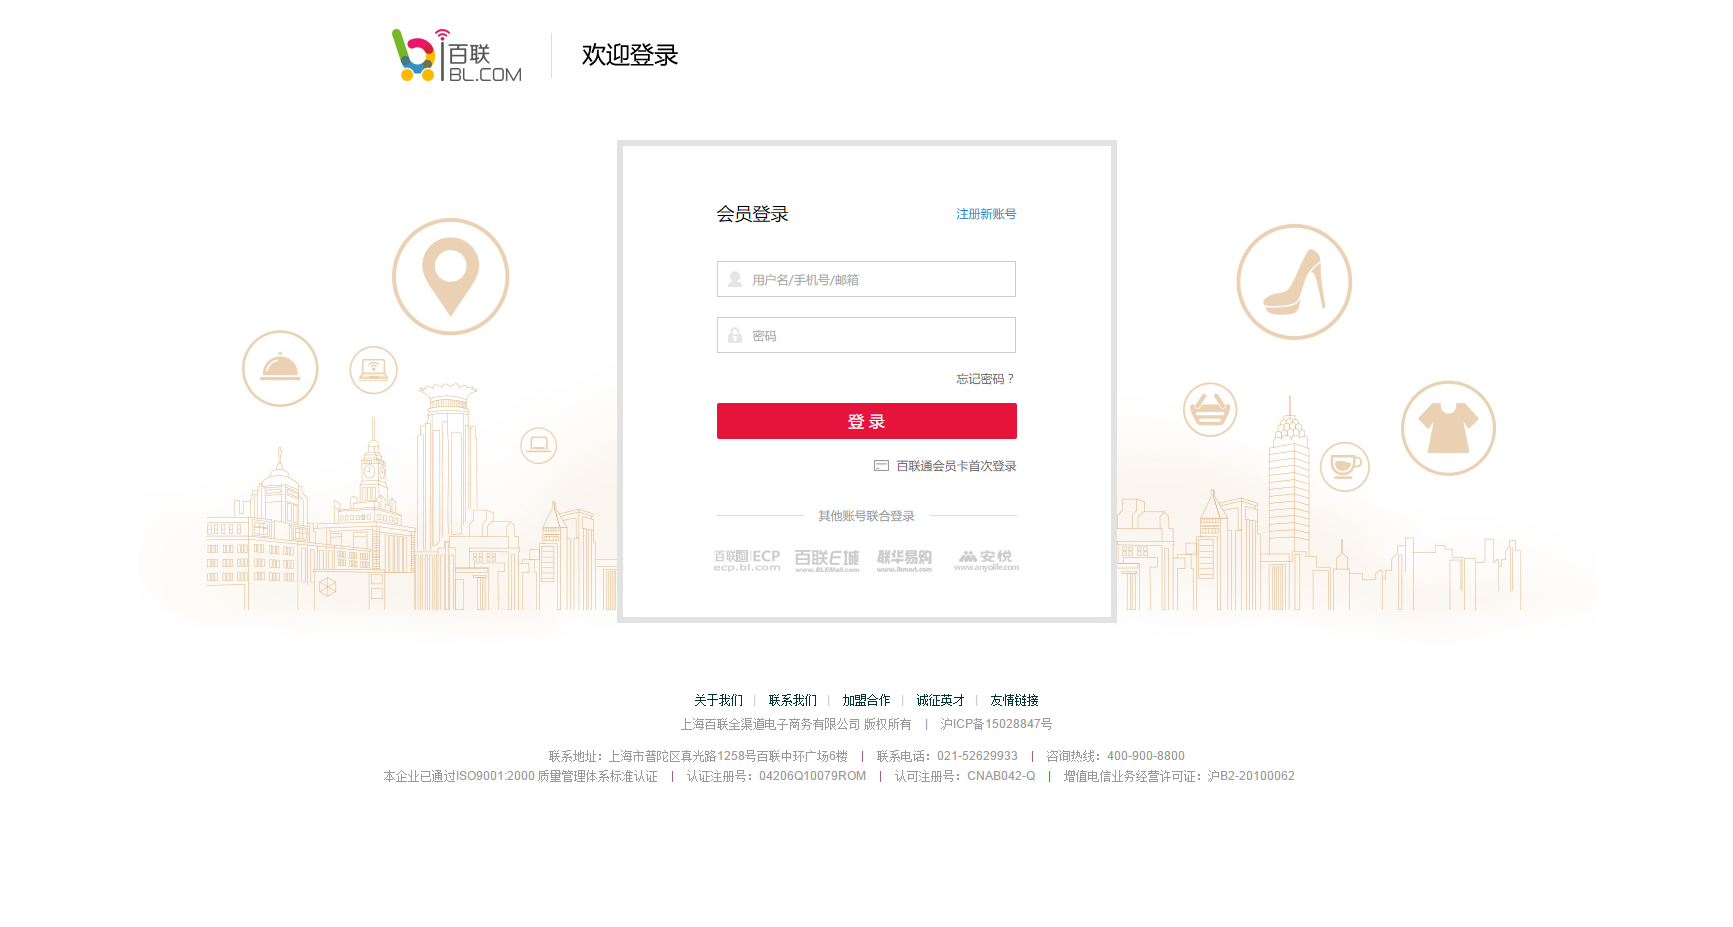 百联
BL.COM
欢迎登录
会员登录 注册新账号
用户名/手机号/邮箱
密码
忘记密码？
登 录
百联通会员卡首次登录
其他账号联合登录
百联ECP 百联E城 联华易购 安悦
ecp.bl.com www.BLEMall.com www.lhmart.com www.anyolife.com
关于我们 | 联系我们 | 加盟合作 | 诚征英才 | 友情链接
上海百联全渠道电子商务有限公司 版权所有 | 沪ICP备15028847号
联系地址：上海市普陀区真光路1258号百联中环广场6楼 | 联系电话：021-52629933 | 咨询热线：400-900-8800
本企业已通过ISO9001:2000 质量管理体系标准认证 | 认证注册号：04206Q10079ROM | 认可注册号：CNAB042-Q | 增值电信业务经营许可证：沪B2-20100062